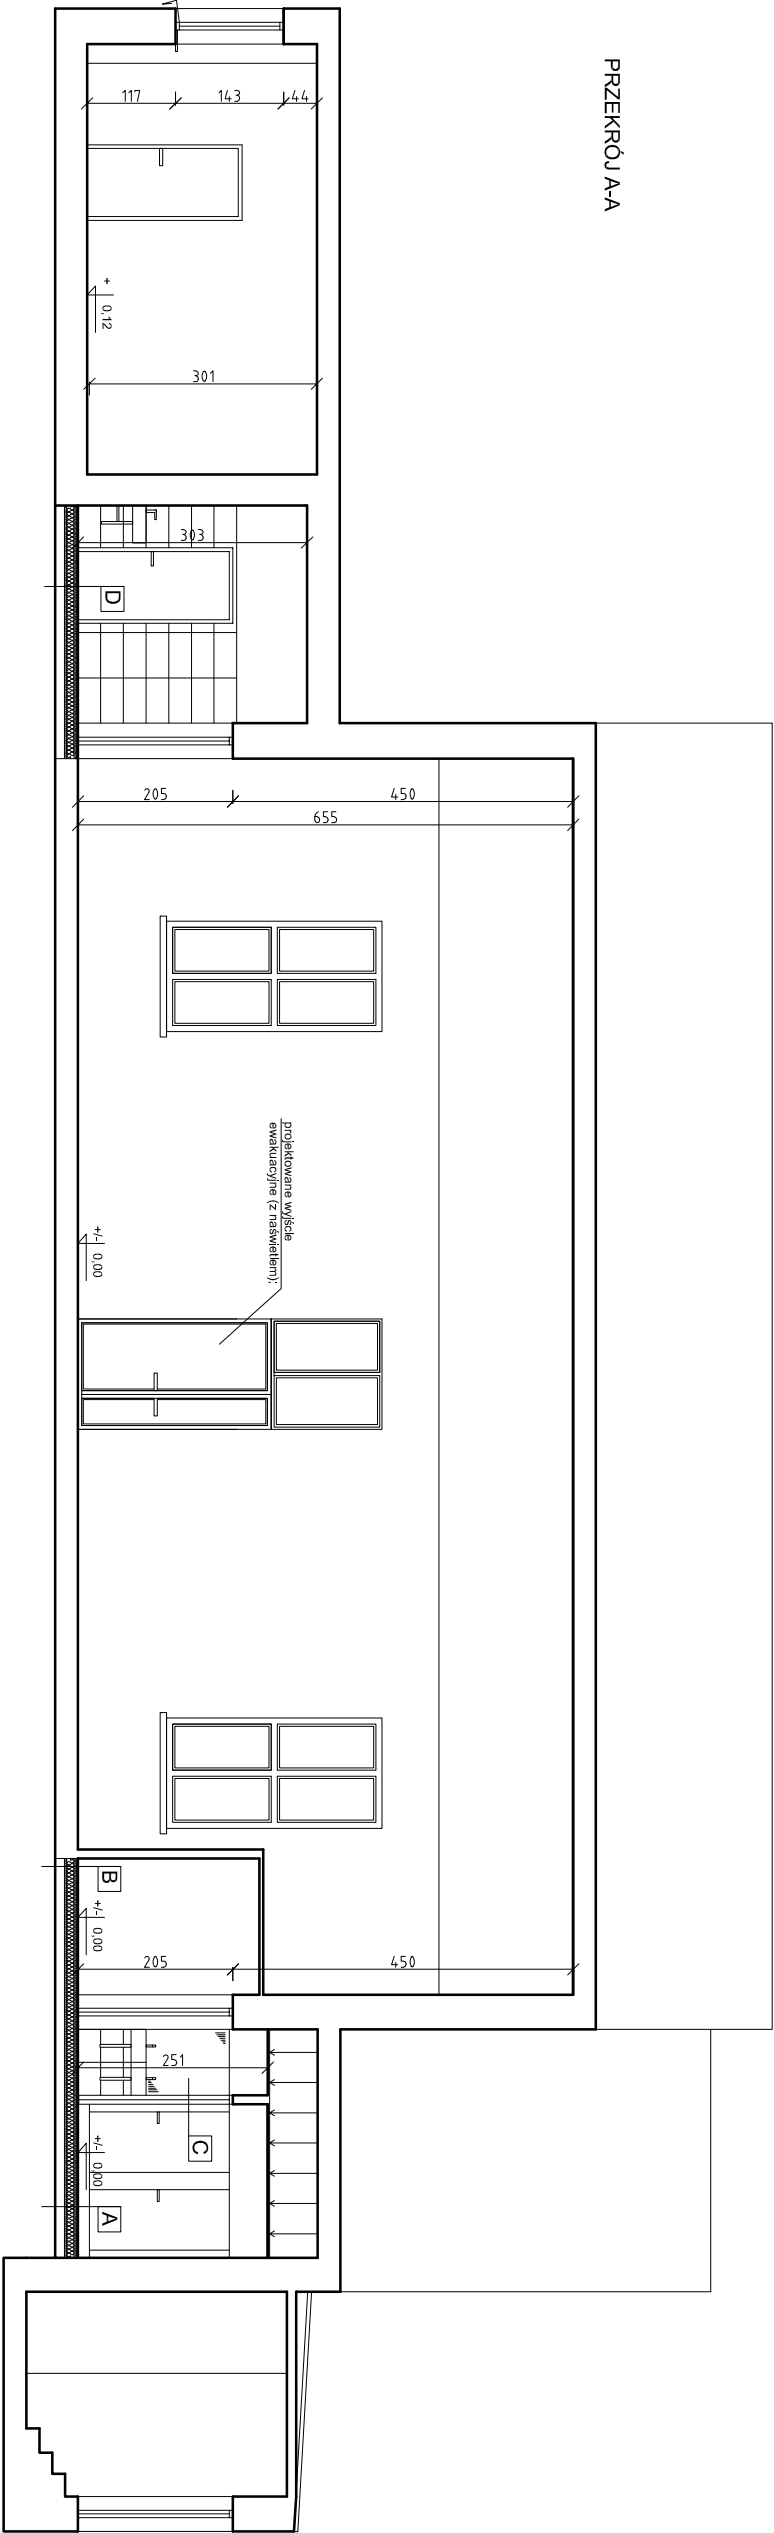 PRZEKRÓJ A-A
117
143
44
+
0,12
301
303
D
205
450
655
projektowane wyjście
ewakuacyjne (z naświetlem);
+/- 0,00
B
+/- 0,00
205
450
251
C
+/- 0,00
A